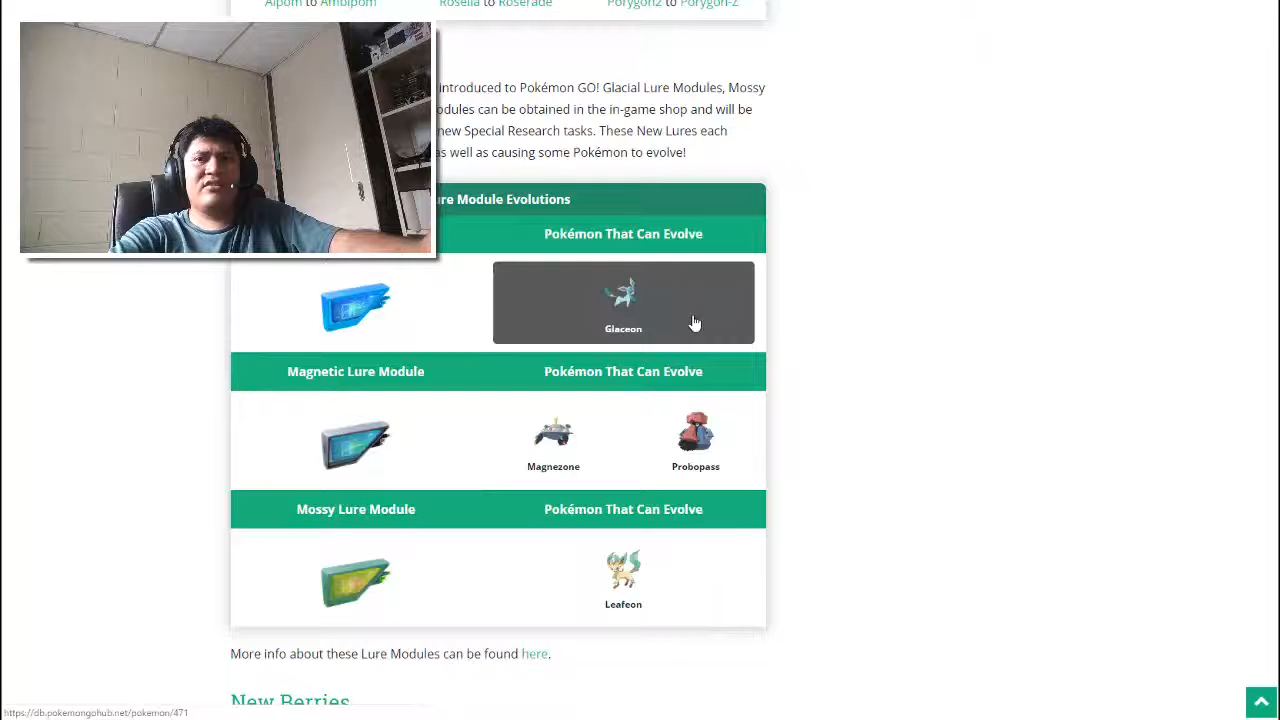 Aipom to Ambipom Roselia to Roserade Porygon2 to Porygon-Z
introduced to Pokémon GO! Glacial Lure Modules, Mossy
odules can be obtained in the in-game shop and will be
new Special Research tasks. These New Lures each
as well as causing some Pokémon to evolve!
ure Module Evolutions
Pokémon That Can Evolve
Glaceon
Magnetic Lure Module Pokémon That Can Evolve
Magnezone Probopass
Mossy Lure Module Pokémon That Can Evolve
Leafeon
More info about these Lure Modules can be found here.
New Berries
https://db.pokemongohub.net/pokemon/471